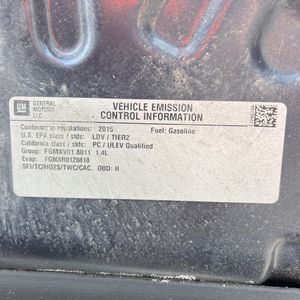 GM
GENERAL
MOTORS
LLC
VEHICLE EMISSION
CONTROL INFORMATION
Conforms to regulations: 2015 Fuel: Gasoline
U.S. EPA class / stds: LDV / TIER2
California class / stds: PC / ULEV Qualified
Group: FGMXV01.8011 1.4L
Evap: FGMXR0120818
SFI/TC/HO2S/TWC/CAC, OBD: II